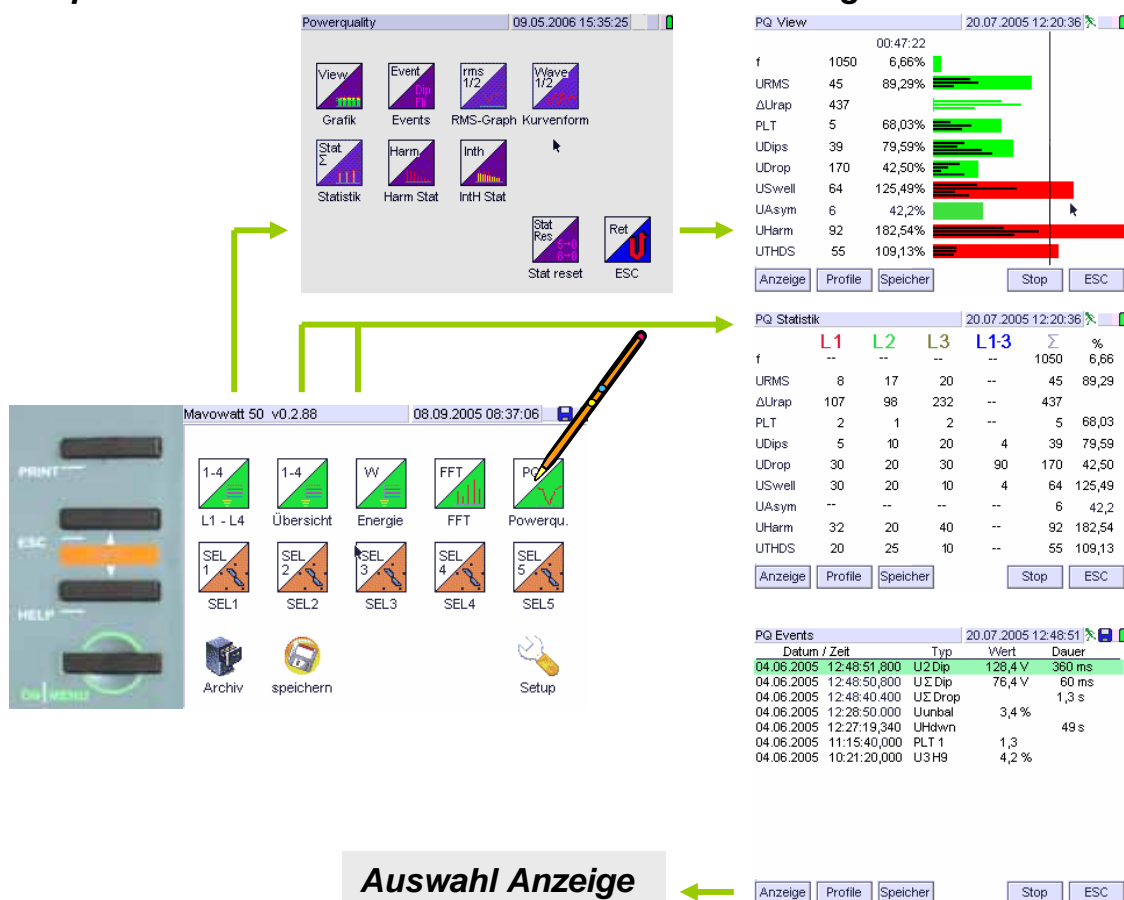 Powerquality 09.05.2006 15:35:25
View Event Dip Fli rms 1/2 Wave 1/2
Grafik Events RMS-Graph Kurvenform
Stat Σ Harm. Inth
Statistik Harm Stat IntH Stat
Stat Res 5→0 8→0 Ret
Stat reset ESC
PQ View 20.07.2005 12:20:36
00:47:22
f 1050 6,66%
URMS 45 89,29%
ΔUrap 437
PLT 5 68,03%
UDips 39 79,59%
UDrop 170 42,50%
USwell 64 125,49%
UAsym 6 42,2%
UHarm 92 182,54%
UTHDS 55 109,13%
Anzeige Profile Speicher Stop ESC
PQ Statistik 20.07.2005 12:20:36
L1 L2 L3 L1-3 Σ %
f -- -- -- -- 1050 6,66
URMS 8 17 20 -- 45 89,29
ΔUrap 107 98 232 -- 437
PLT 2 1 2 -- 5 68,03
UDips 5 10 20 4 39 79,59
UDrop 30 20 30 90 170 42,50
USwell 30 20 10 4 64 125,49
UAsym -- -- -- -- 6 42,2
UHarm 32 20 40 -- 92 182,54
UTHDS 20 25 10 -- 55 109,13
Anzeige Profile Speicher Stop ESC
PRINT
ESC
HELP
ON MENU
Mavowatt 50 v0.2.88 08.09.2005 08:37:06
1-4 1-4 W FFT PQ
L1 - L4 Übersicht Energie FFT Powerqu.
SEL 1 SEL 2 SEL 3 SEL 4 SEL 5
SEL1 SEL2 SEL3 SEL4 SEL5
Archiv speichern Setup
PQ Events 20.07.2005 12:48:51
Datum / Zeit Typ Wert Dauer
04.06.2005 12:48:51,800 U2 Dip 128,4 V 360 ms
04.06.2005 12:48:50,800 UΣ Dip 76,4 V 60 ms
04.06.2005 12:48:40.400 UΣ Drop 1,3 s
04.06.2005 12:28:50.000 Uunbal 3,4 %
04.06.2005 12:27:19,340 UHdwn 49 s
04.06.2005 11:15:40,000 PLT 1 1,3
04.06.2005 10:21:20,000 U3 H9 4,2 %
Auswahl Anzeige
Anzeige Profile Speicher Stop ESC